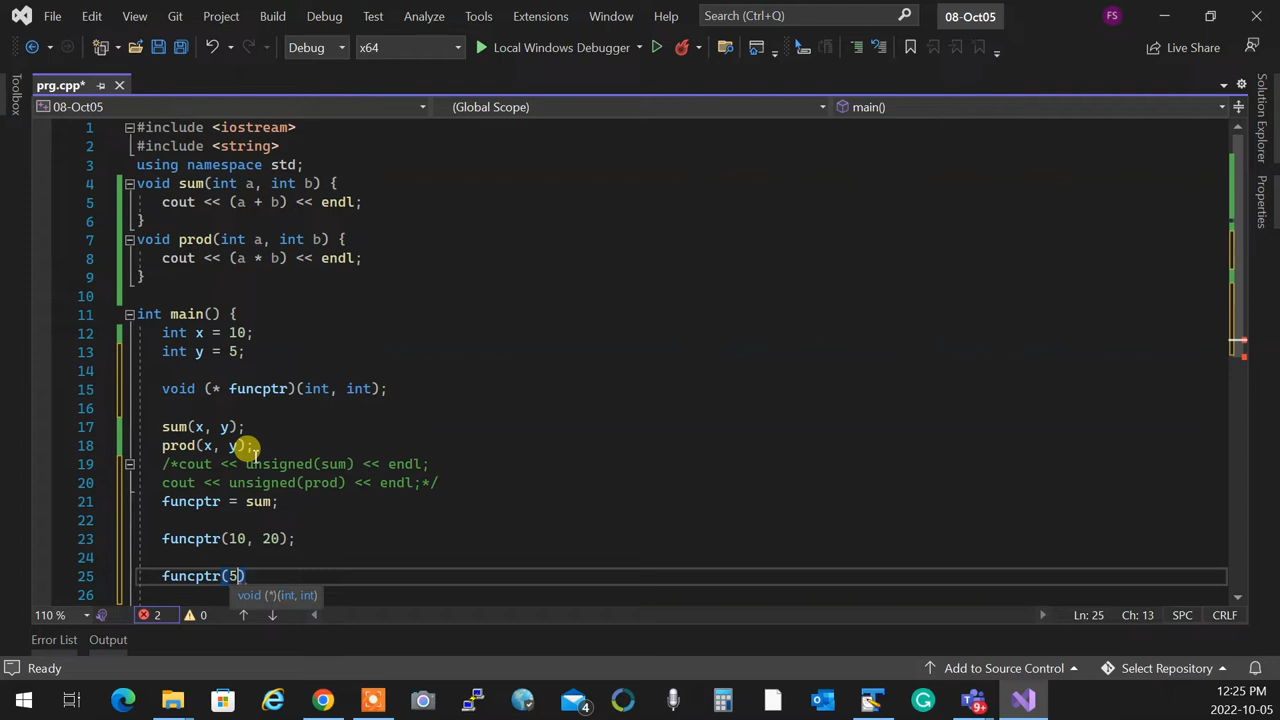 File Edit View Git Project Build Debug Test Analyze Tools Extensions Window Help Search (Ctrl+Q) 08-Oct05 FS
Debug x64 Local Windows Debugger Live Share
prg.cpp*
08-Oct05 (Global Scope) main()
Toolbox
Solution Explorer
Properties
1 #include <iostream>
2 #include <string>
3 using namespace std;
4 void sum(int a, int b) {
5 cout << (a + b) << endl;
6 }
7 void prod(int a, int b) {
8 cout << (a * b) << endl;
9 }
10
11 int main() {
12 int x = 10;
13 int y = 5;
14
15 void (* funcptr)(int, int);
16
17 sum(x, y);
18 prod(x, y);
19 /*cout << unsigned(sum) << endl;
20 cout << unsigned(prod) << endl;*/
21 funcptr = sum;
22
23 funcptr(10, 20);
24
25 funcptr(5)
void (*)(int, int)
26
110 % 2 0 Ln: 25 Ch: 13 SPC CRLF
Error List Output
Ready Add to Source Control Select Repository
4 9+
12:25 PM
2022-10-05